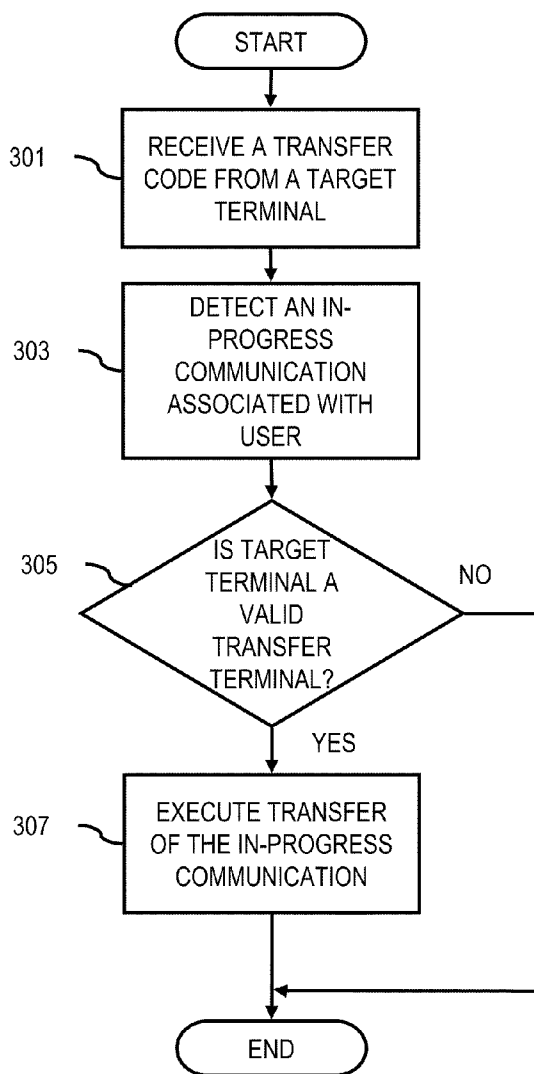 START
301
RECEIVE A TRANSFER
CODE FROM A TARGET
TERMINAL
303
DETECT AN IN-
PROGRESS
COMMUNICATION
ASSOCIATED WITH
USER
305
IS TARGET
TERMINAL A
VALID
TRANSFER
TERMINAL?
NO
YES
307
EXECUTE TRANSFER
OF THE IN-PROGRESS
COMMUNICATION
END